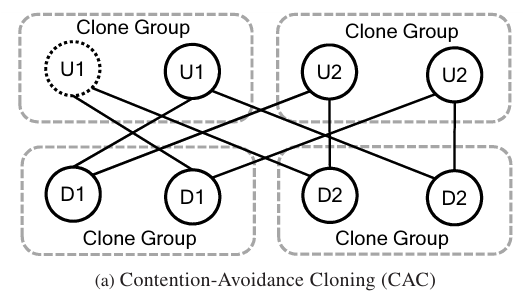 Clone Group
Clone Group
U1
U1
U2
U2
D1
D1
D2
D2
Clone Group
Clone Group
(a) Contention-Avoidance Cloning (CAC)